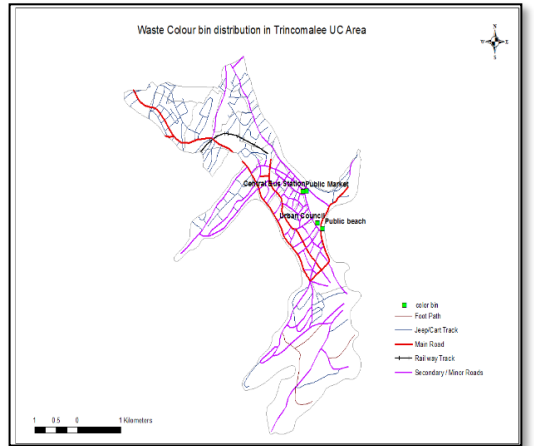 Waste Colour bin distribution in Trincomalee UC Area
N
W E
S
Central Bus Station Public Market
Urban Council
Public beach
color bin
Foot Path
Jeep/Cart Track
Main Road
Railway Track
Secondary / Minor Roads
1 0.5 0 1 Kilometers